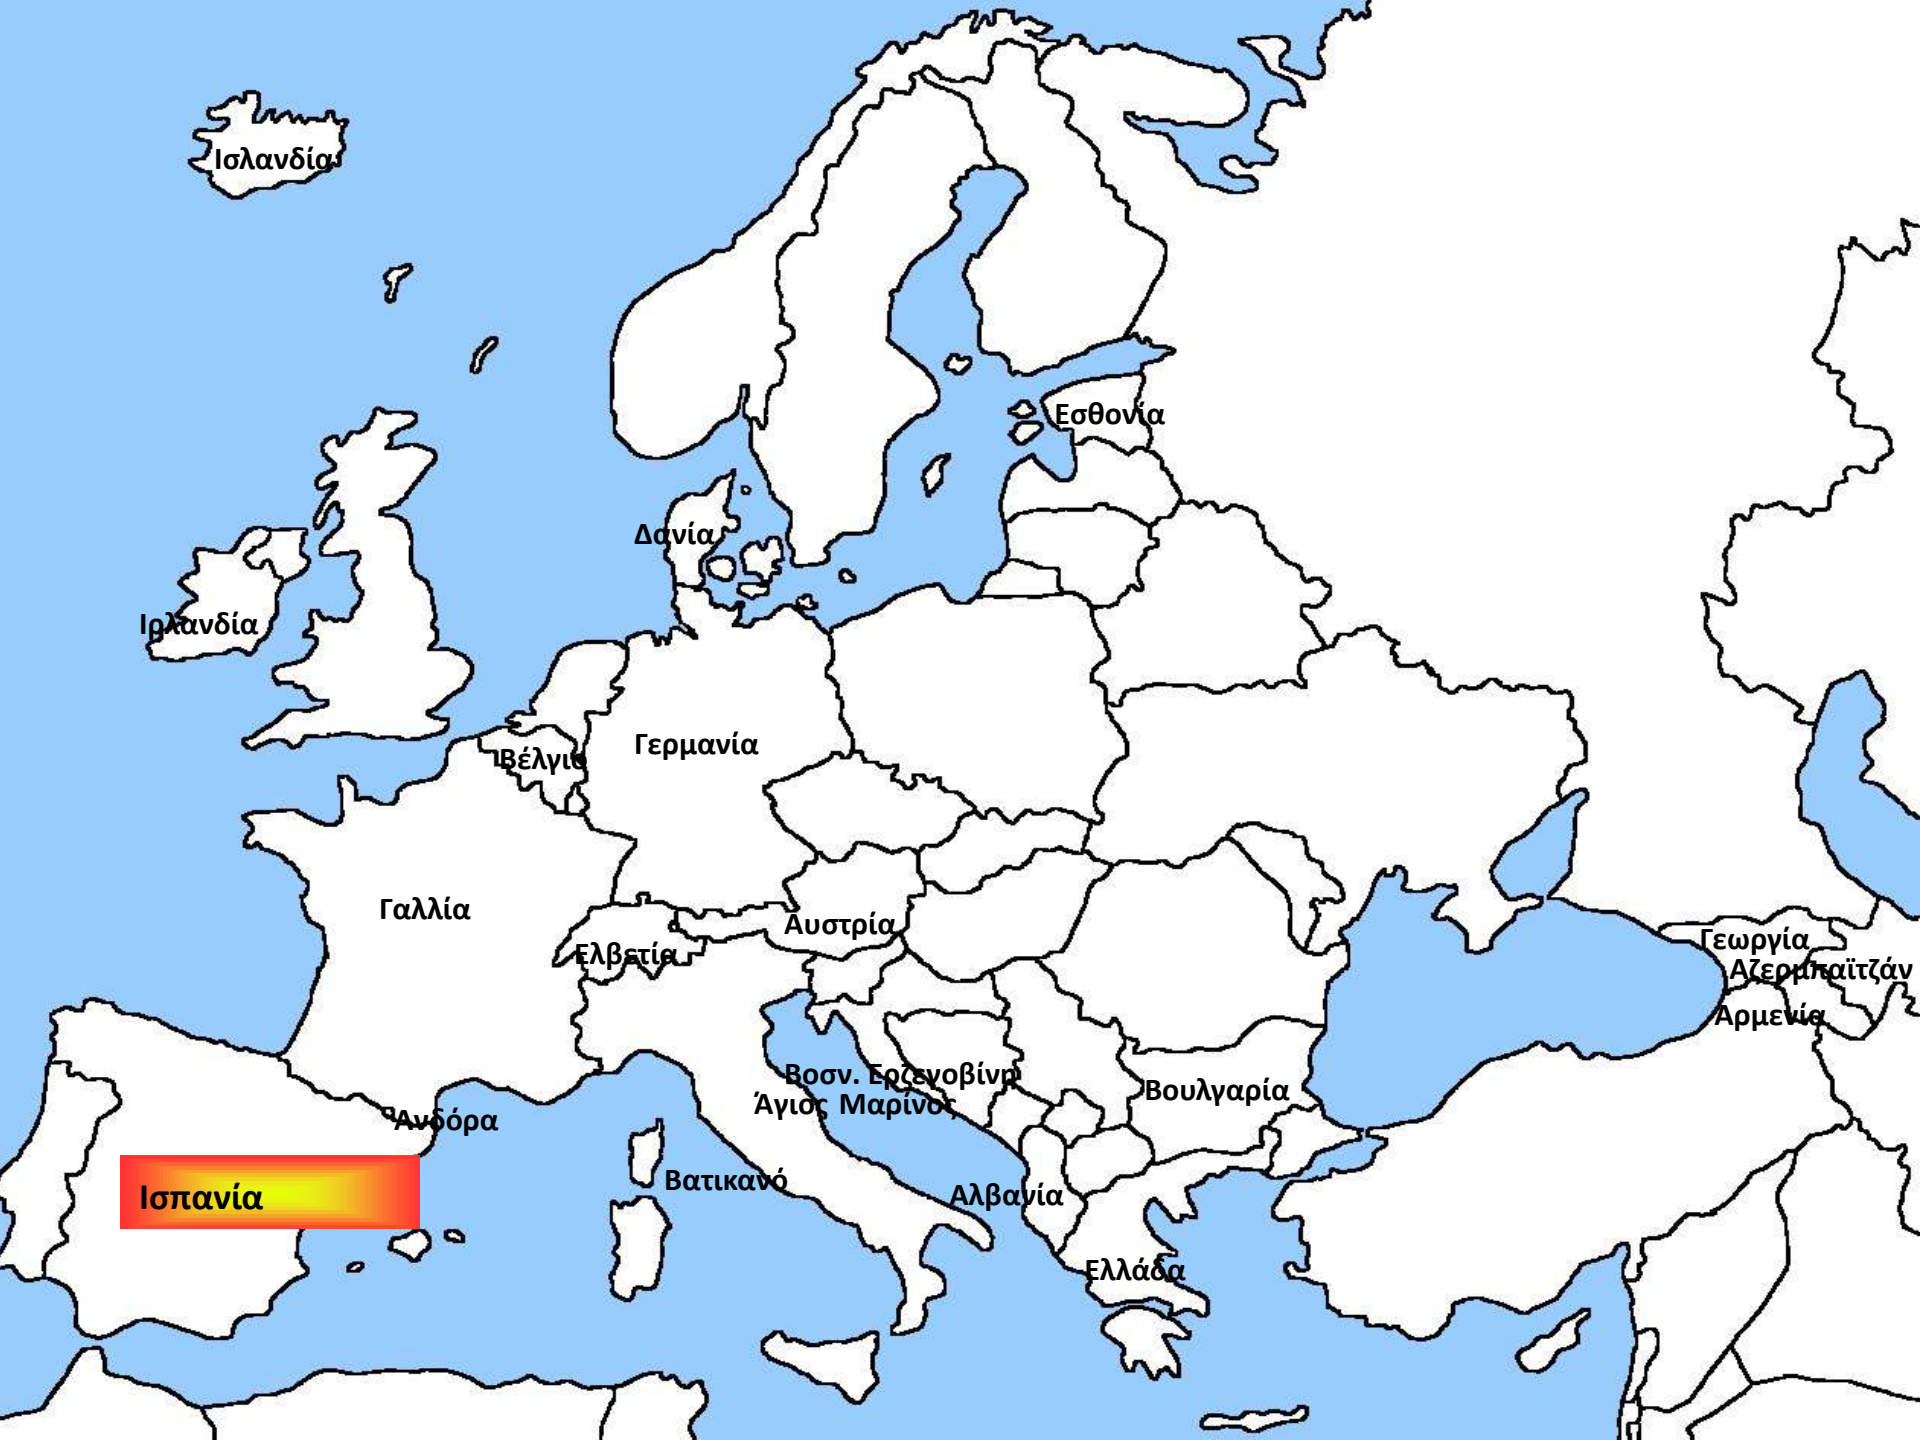 Ισλανδία
Εσθονία
Δανία
Ιρλανδία
Γερμανία
Βέλγιο
Γαλλία
Αυστρία
Ελβετία
Γεωργία
Αζερμπαϊτζάν
Αρμενία
Βοσν. Ερζεγοβίνη
Βουλγαρία
Άγιος Μαρίνος
Ανδόρα
Βατικανό
Ισπανία
Αλβανία
Ελλάδα